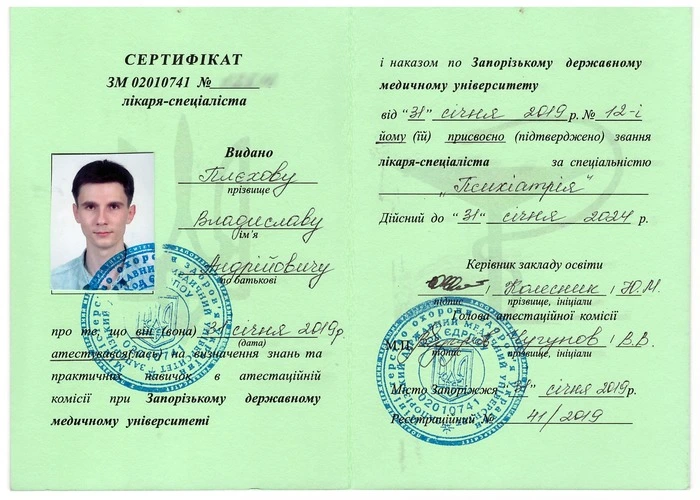 СЕРТИФІКАТ
ЗМ 02010741 №
лікаря-спеціаліста
Видано
Плєхову
прізвище
Владиславу
ім'я
Андрійовичу
по батькові
про те, що він (вона) 31 січня 2019р.
(дата)
атестувався(лась) на визначення знань та
практичних навичок в атестаційній
комісії при Запорізькому державному
медичному університеті
і наказом по Запорізькому державному
медичному університету
від "31" січня 2019 р. № 12-і
йому (їй) присвоєно (підтверджено) звання
лікаря-спеціаліста за спеціальністю
„Психіатрія"
Дійсний до "31" січня 2024 р.
Керівник закладу освіти
Колесник Ю.М.
підпис прізвище, ініціали
Голова атестаційної комісії
М.П. Чугунов В.В.
підпис прізвище, ініціали
Місто Запоріжжя "31" січня 2019р.
Реєстраційний № 41/2019
02010741